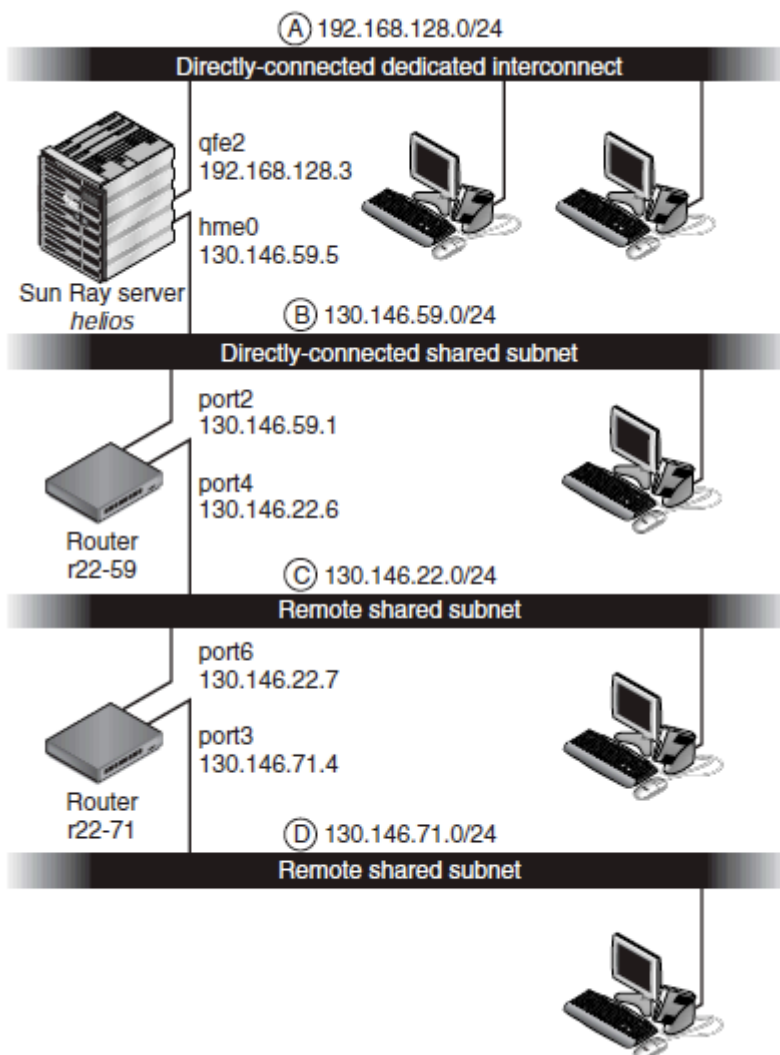 A 192.168.128.0/24
Directly-connected dedicated interconnect
qfe2
192.168.128.3
hme0
130.146.59.5
Sun Ray server
helios
B 130.146.59.0/24
Directly-connected shared subnet
port2
130.146.59.1
port4
130.146.22.6
Router
r22-59
C 130.146.22.0/24
Remote shared subnet
port6
130.146.22.7
port3
130.146.71.4
Router
r22-71
D 130.146.71.0/24
Remote shared subnet